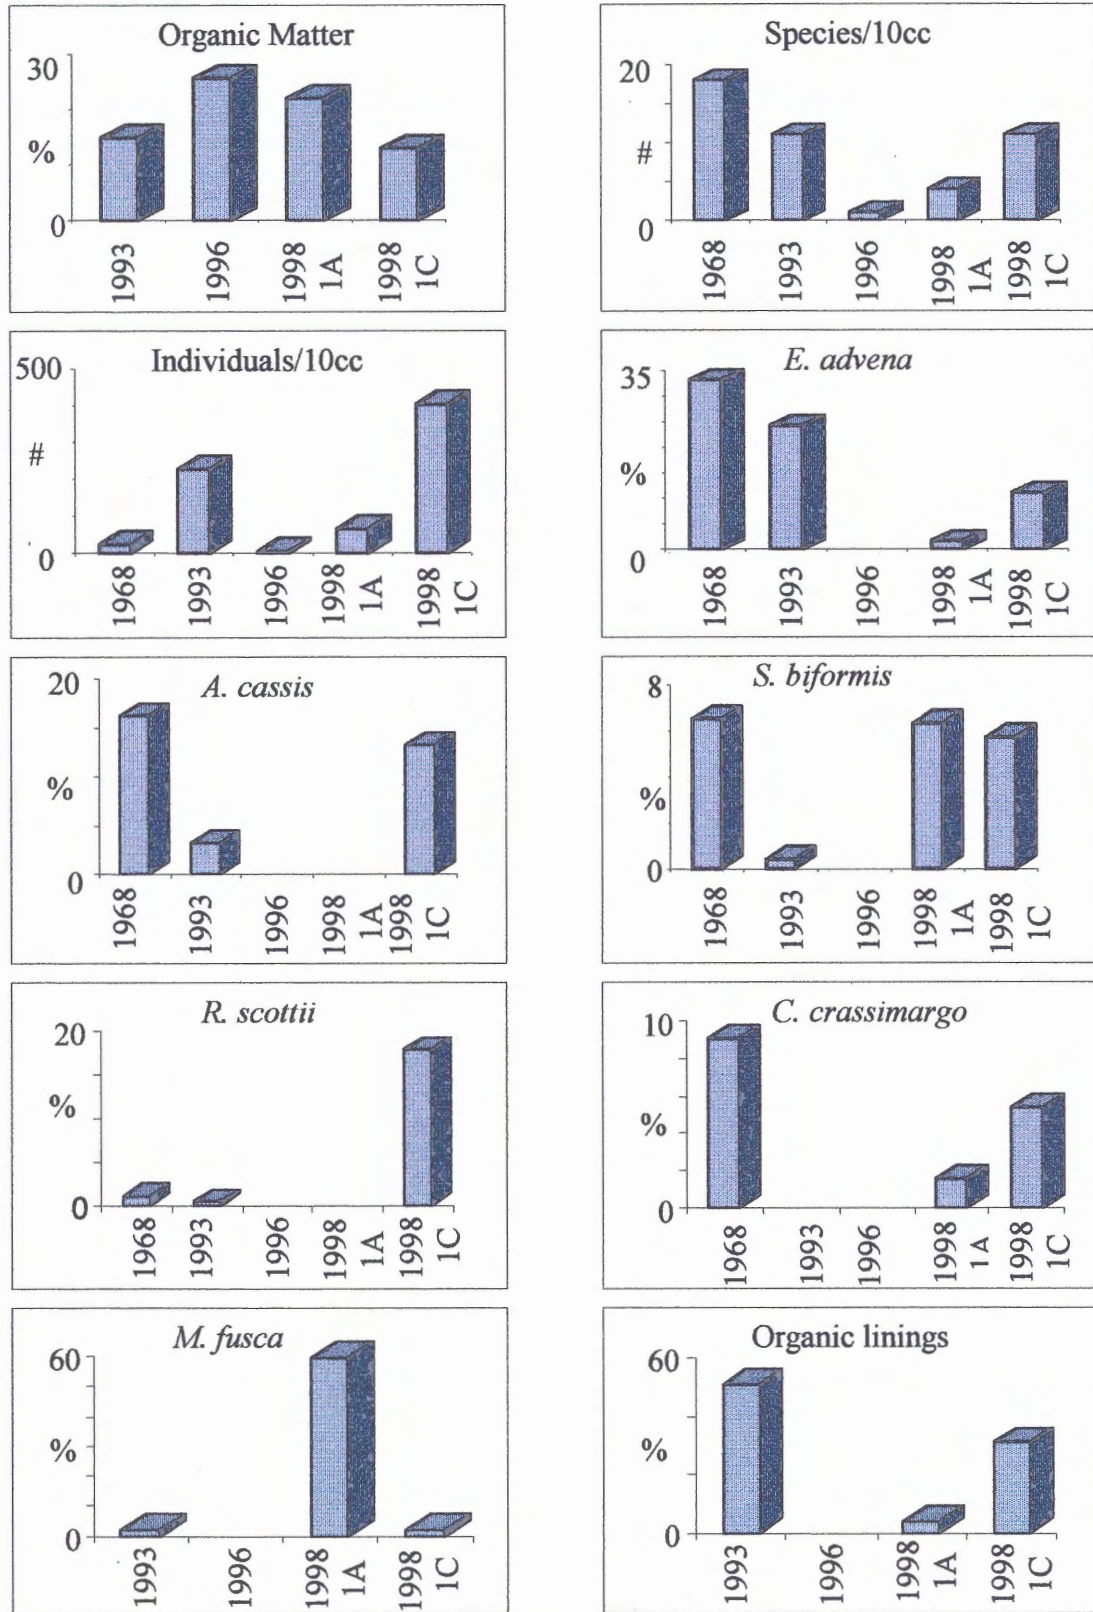 Organic Matter
30
%
0
1993
1996
1998
1A
1998
1C
Species/10cc
20
#
0
1968
1993
1996
1998
1A
1998
1C
Individuals/10cc
500
#
0
1968
1993
1996
1998
1A
1998
1C
E. advena
35
%
0
1968
1993
1996
1998
1A
1998
1C
A. cassis
20
%
0
1968
1993
1996
1998
1A
1998
1C
S. biformis
8
%
0
1968
1993
1996
1998
1A
1998
1C
R. scottii
20
%
0
1968
1993
1996
1998
1A
1998
1C
C. crassimargo
10
%
0
1968
1993
1996
1998
1A
1998
1C
M. fusca
60
%
0
1993
1996
1998
1A
1998
1C
Organic linings
60
%
0
1993
1996
1998
1A
1998
1C